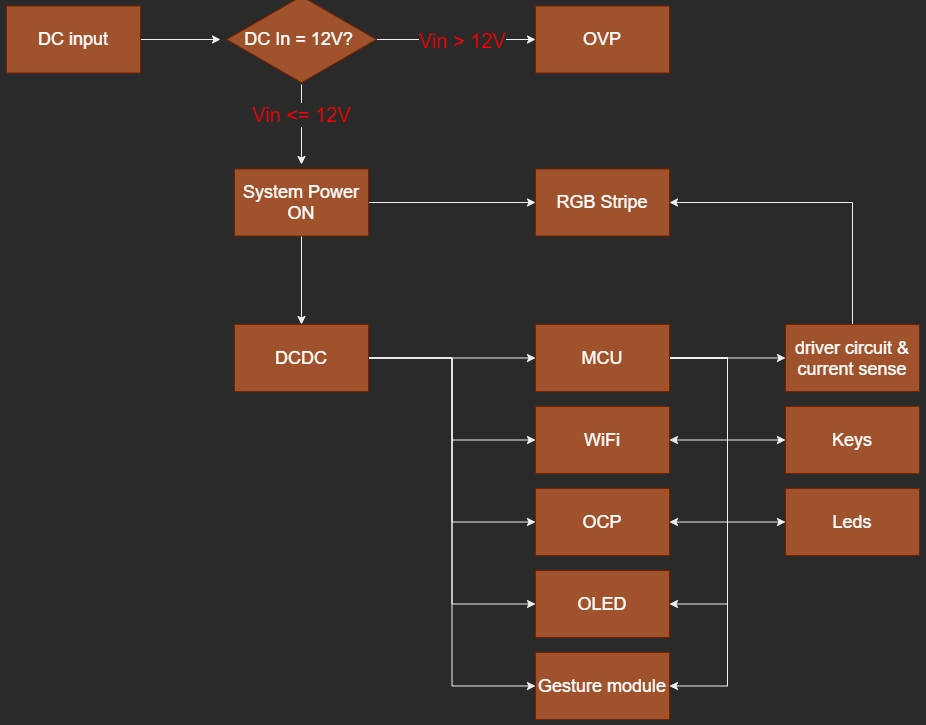 DC input
DC In = 12V?
Vin > 12V
OVP
Vin <= 12V
System Power
ON
RGB Stripe
DCDC
MCU
driver circuit &
current sense
WiFi
Keys
OCP
Leds
OLED
Gesture module